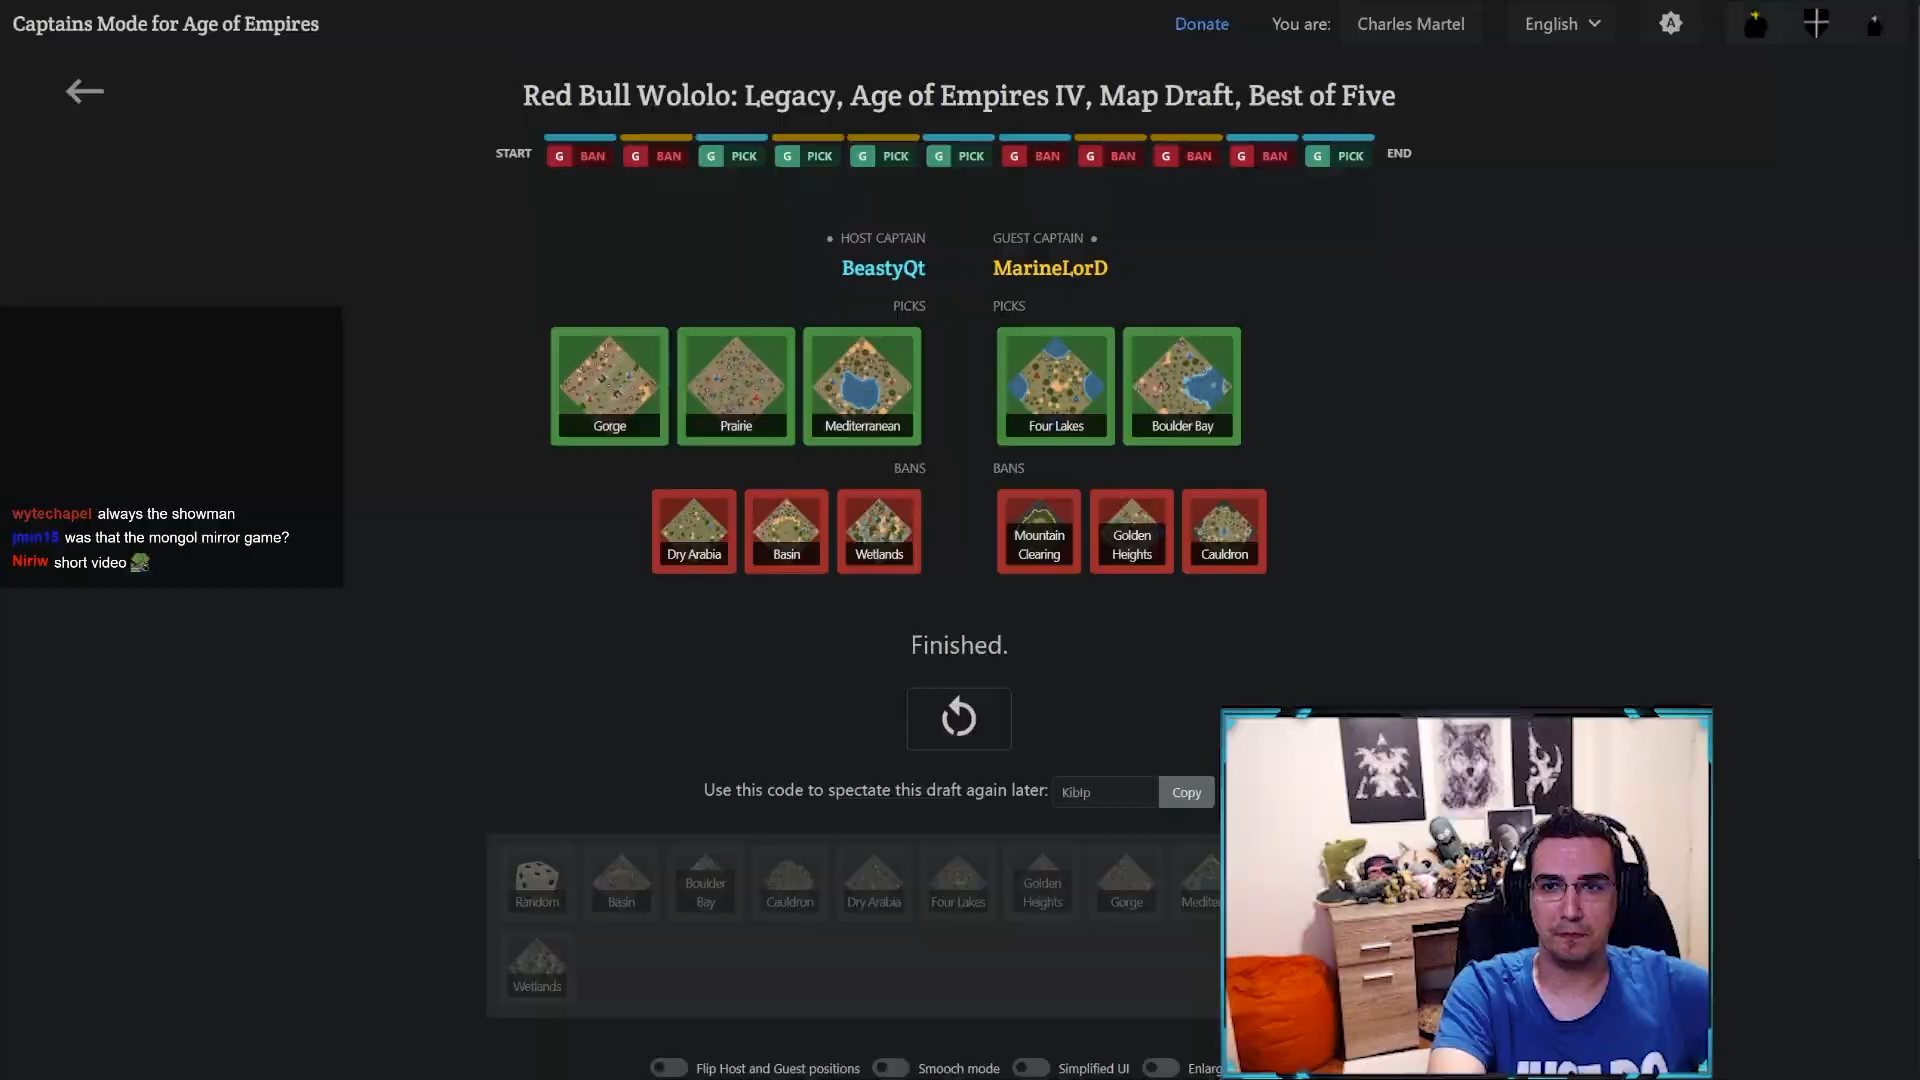 Captains Mode for Age of Empires
Donate
You are:
Charles Martel
English
A
Red Bull Wololo: Legacy, Age of Empires IV, Map Draft, Best of Five
START
G BAN
G BAN
G PICK
G PICK
G PICK
G PICK
G BAN
G BAN
G BAN
G BAN
G PICK
END
HOST CAPTAIN
GUEST CAPTAIN
BeastyQt
MarineLorD
PICKS
PICKS
Gorge
Prairie
Mediterranean
Four Lakes
Boulder Bay
BANS
BANS
Dry Arabia
Basin
Wetlands
Mountain
Clearing
Golden
Heights
Cauldron
wytechapel always the showman
jmin15 was that the mongol mirror game?
Niriw short video
Finished.
Use this code to spectate this draft again later:
Copy
Random
Basin
Boulder
Bay
Cauldron
Dry Arabia
Four Lakes
Golden
Heights
Gorge
Mediter
Wetlands
Flip Host and Guest positions
Smooch mode
Simplified UI
Enlarg
JUST DO